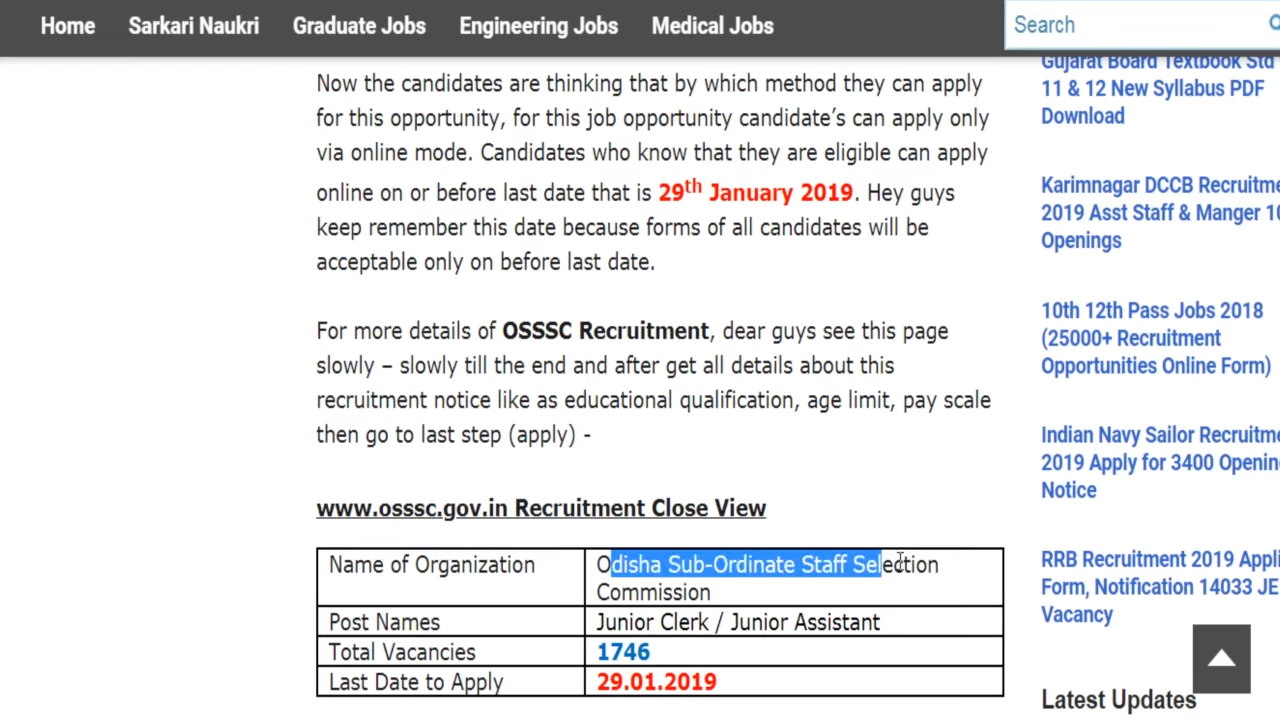 Home Sarkari Naukri Graduate Jobs Engineering Jobs Medical Jobs Search
Now the candidates are thinking that by which method they can apply
for this opportunity, for this job opportunity candidate's can apply only
via online mode. Candidates who know that they are eligible can apply
online on or before last date that is 29th January 2019. Hey guys
keep remember this date because forms of all candidates will be
acceptable only on before last date.
For more details of OSSSC Recruitment, dear guys see this page
slowly – slowly till the end and after get all details about this
recruitment notice like as educational qualification, age limit, pay scale
then go to last step (apply) -
www.osssc.gov.in Recruitment Close View
Name of Organization Odisha Sub-Ordinate Staff Selection
Commission
Post Names Junior Clerk / Junior Assistant
Total Vacancies 1746
Last Date to Apply 29.01.2019
Gujarat Board Textbook Std
11 & 12 New Syllabus PDF
Download
Karimnagar DCCB
2019 Asst Staff & Manger
Openings
10th 12th Pass Jobs 2018
(25000+ Recruitment
Opportunities Online Form)
Indian Navy Sailor
2019 Apply for 3400
Notice
RRB Recruitment 2019
Form, Notification 14033 JE
Vacancy
Latest Updates